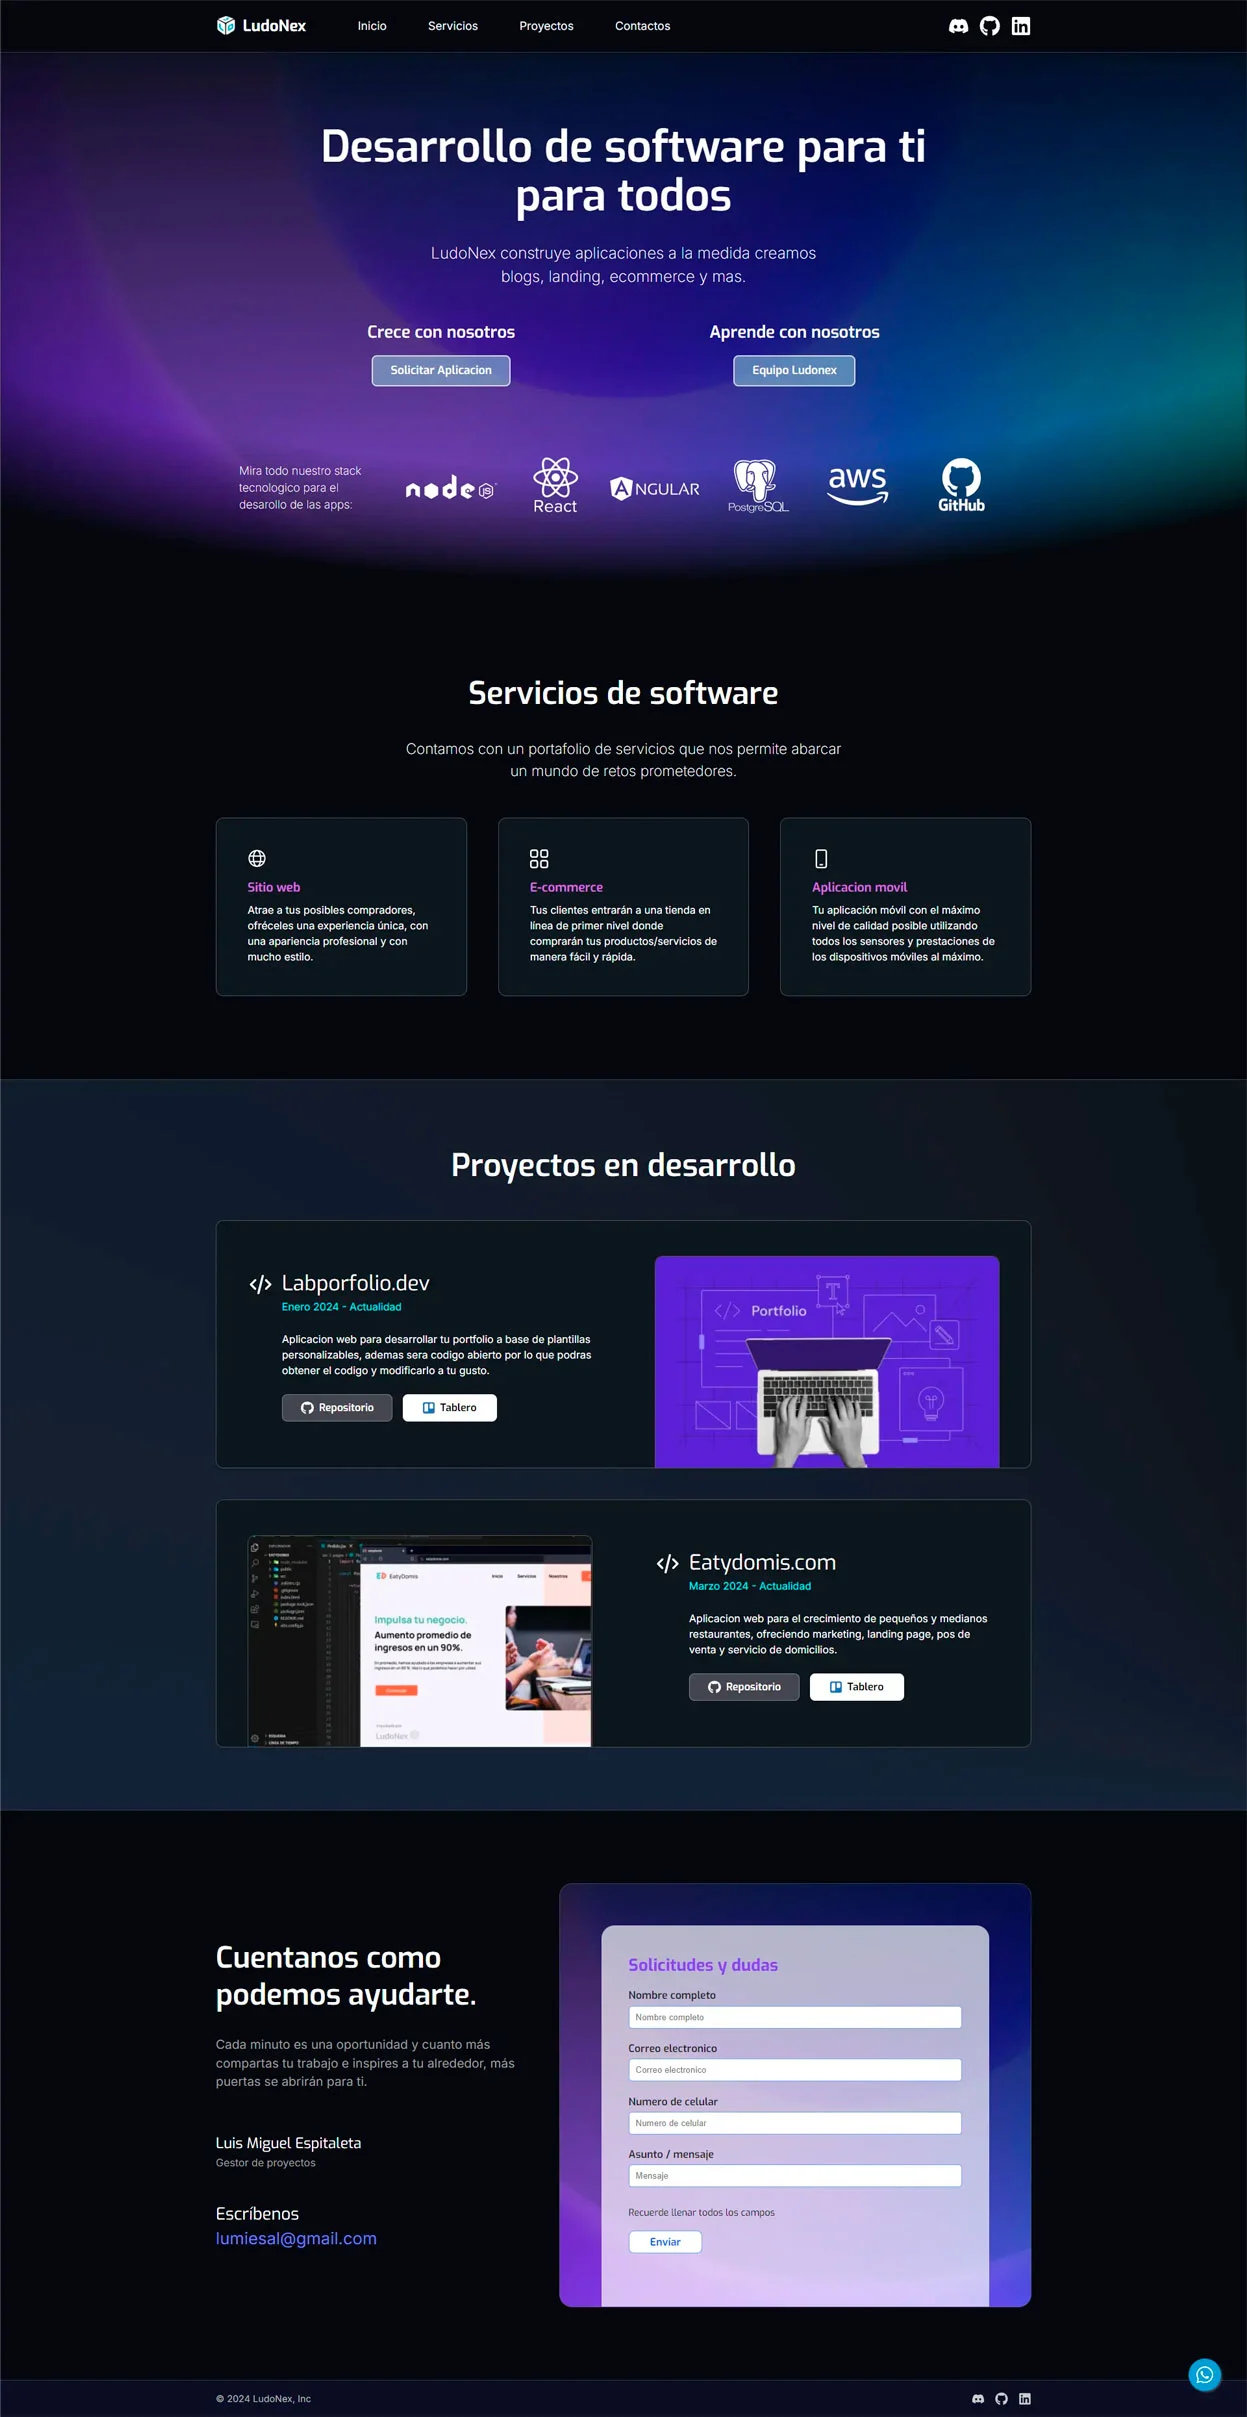 LudoNex
Inicio
Servicios
Proyectos
Contactos
Desarrollo de software para ti
para todos
LudoNex construye aplicaciones a la medida creamos
blogs, landing, ecommerce y mas.
Crece con nosotros
Solicitar Aplicacion
Aprende con nosotros
Equipo Ludonex
Mira todo nuestro stack
tecnologico para el
desarollo de las apps:
node JS
React
ANGULAR
PostgreSQL
aws
GitHub
Servicios de software
Contamos con un portafolio de servicios que nos permite abarcar
un mundo de retos prometedores.
Sitio web
Atrae a tus posibles compradores,
ofréceles una experiencia única, con
una apariencia profesional y con
mucho estilo.
E-commerce
Tus clientes entrarán a una tienda en
línea de primer nivel donde
comprarán tus productos/servicios de
manera fácil y rápida.
Aplicacion movil
Tu aplicación móvil con el máximo
nivel de calidad posible utilizando
todos los sensores y prestaciones de
los dispositivos móviles al máximo.
Proyectos en desarrollo
Labporfolio.dev
Enero 2024 - Actualidad
Aplicacion web para desarrollar tu portfolio a base de plantillas
personalizables, ademas sera codigo abierto por lo que podras
obtener el codigo y modificarlo a tu gusto.
Repositorio
Tablero
Portfolio
T
ED EatyDomis
Inicio
Servicios
Nosotros
Impulsa tu negocio.
Aumento promedio de
ingresos en un 90%.
LudoNex
Eatydomis.com
Marzo 2024 - Actualidad
Aplicacion web para el crecimiento de pequeños y medianos
restaurantes, ofreciendo marketing, landing page, pos de
venta y servicio de domicilios.
Repositorio
Tablero
Cuentanos como
podemos ayudarte.
Cada minuto es una oportunidad y cuanto más
compartas tu trabajo e inspires a tu alrededor, más
puertas se abrirán para ti.
Luis Miguel Espitaleta
Gestor de proyectos
Escríbenos
lumiesal@gmail.com
Solicitudes y dudas
Nombre completo
Nombre completo
Correo electronico
Correo electronico
Numero de celular
Numero de celular
Asunto / mensaje
Mensaje
Recuerde llenar todos los campos
Enviar
© 2024 LudoNex, Inc